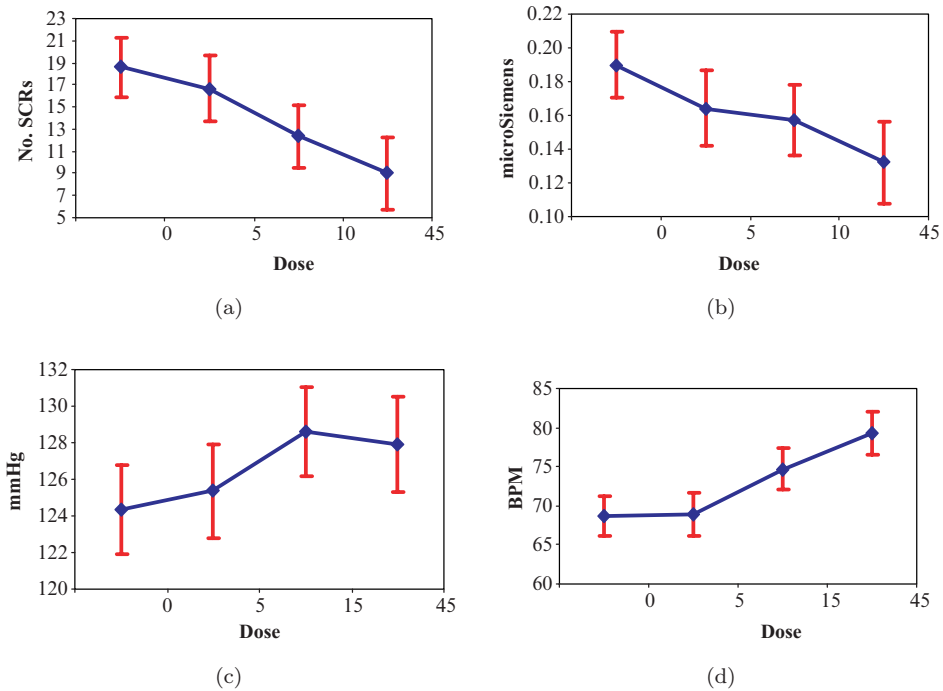 No. SCRs
23
21
19
17
15
13
11
9
7
5
0 5 10 45
Dose
(a)
microSiemens
0.22
0.20
0.18
0.16
0.14
0.12
0.10
0 5 10 45
Dose
(b)
mmHg
132
130
128
126
124
122
120
0 5 15 45
Dose
(c)
BPM
85
80
75
70
65
60
0 5 15 45
Dose
(d)